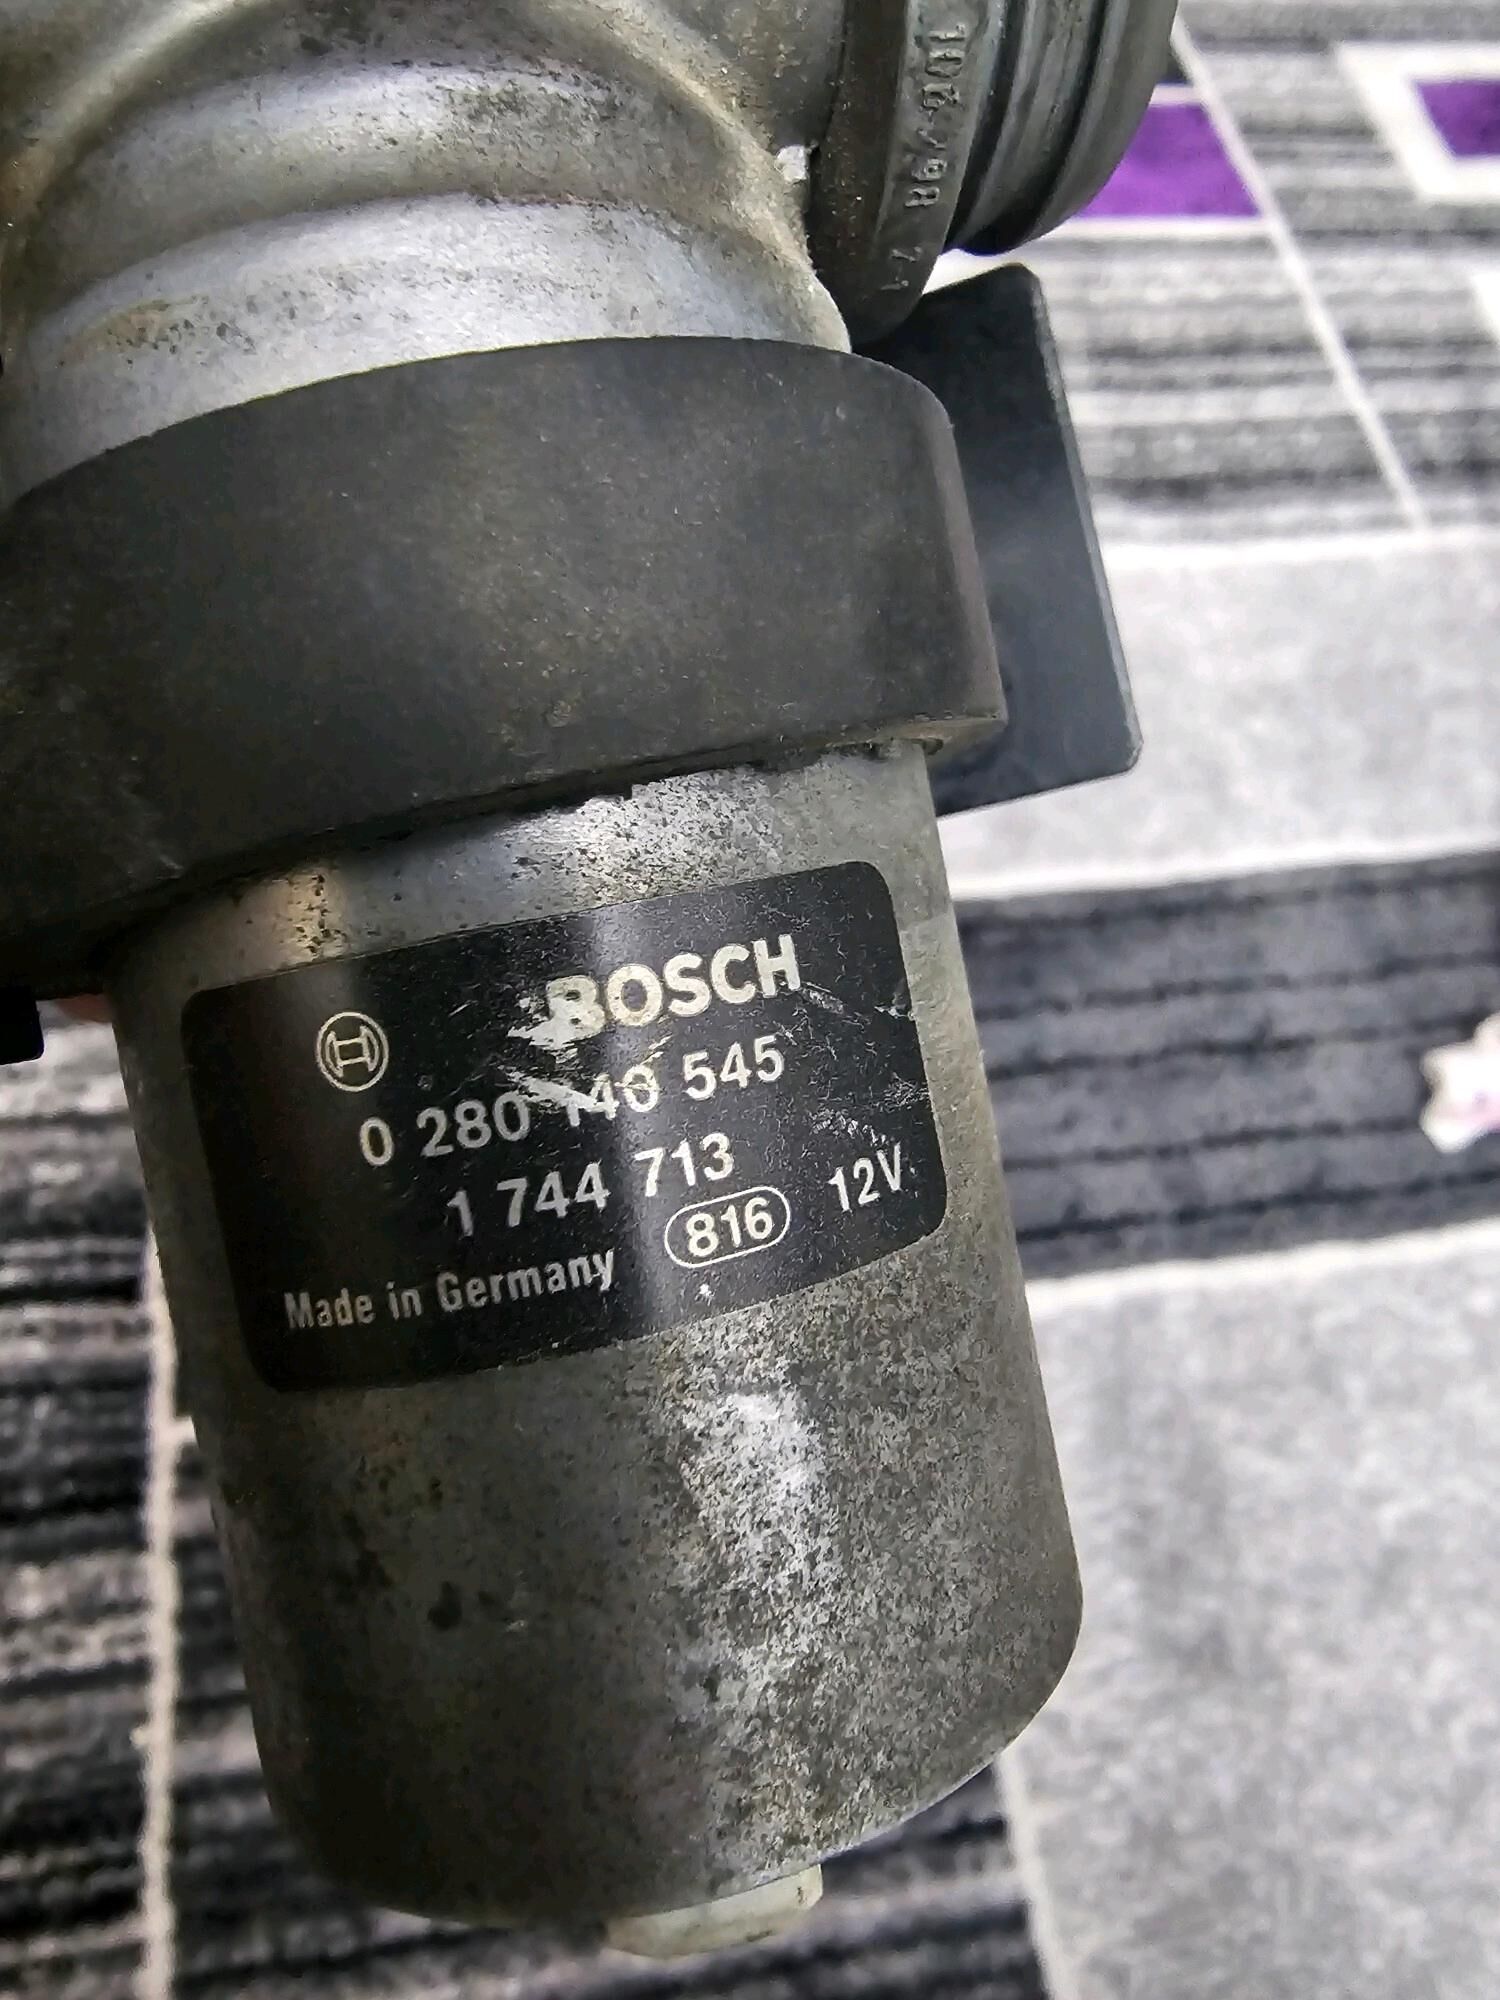 BOSCH
0 280 140 545
1 744 713
816 12V
Made in Germany